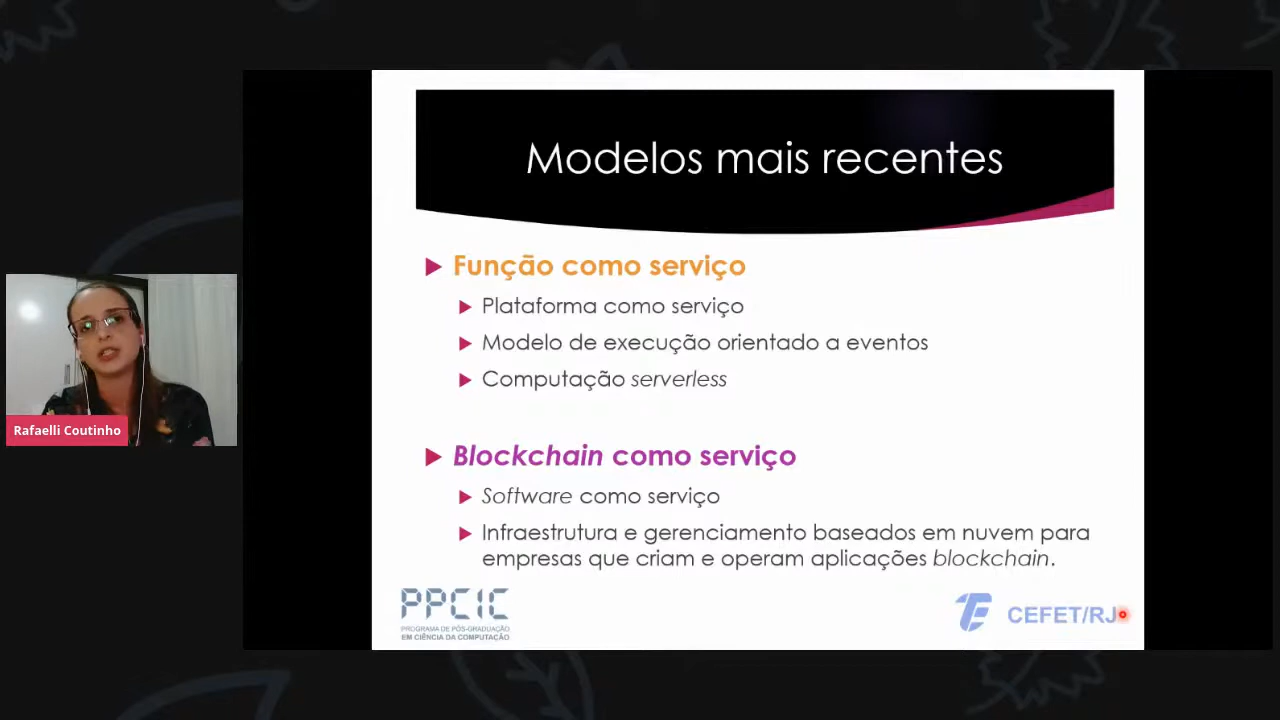 Modelos mais recentes
Função como serviço
Plataforma como serviço
Modelo de execução orientado a eventos
Computação serverless
Blockchain como serviço
Software como serviço
Infraestrutura e gerenciamento baseados em nuvem para
empresas que criam e operam aplicações blockchain.
PPCIC
PROGRAMA DE PÓS-GRADUAÇÃO
EM CIÊNCIA DA COMPUTAÇÃO
CEFET/RJ
Rafaelli Coutinho